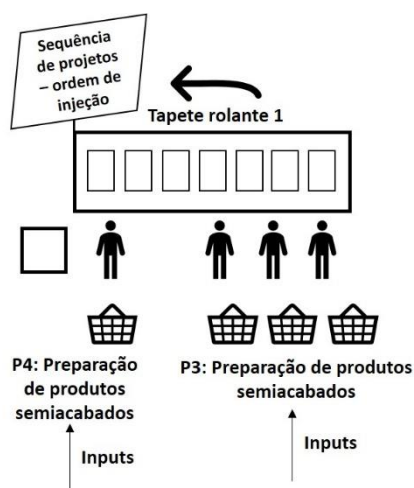 Sequência
de projetos
– ordem de
injeção
Tapete rolante 1
P4: Preparação
de produtos
semiacabados
P3: Preparação de produtos
semiacabados
Inputs
Inputs